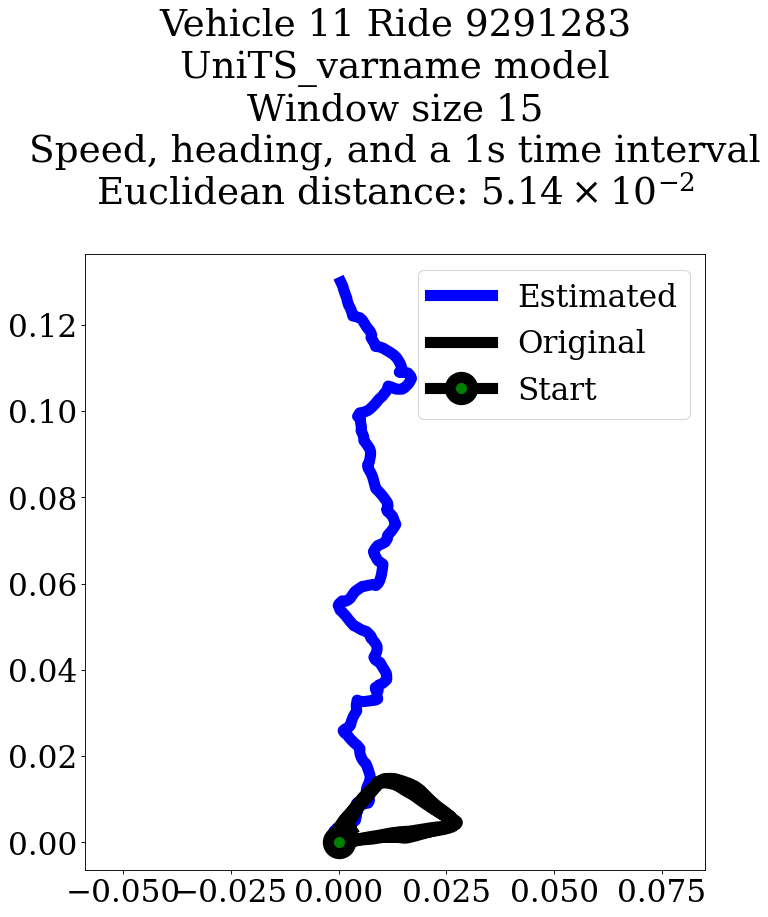 Vehicle 11 Ride 9291283
UniTS_varname model
Window size 15
Speed, heading, and a 1s time interval
Euclidean distance: 5.14 × 10⁻²
Estimated
Original
Start
0.12
0.10
0.08
0.06
0.04
0.02
0.00
−0.050 −0.025 0.000 0.025 0.050 0.075